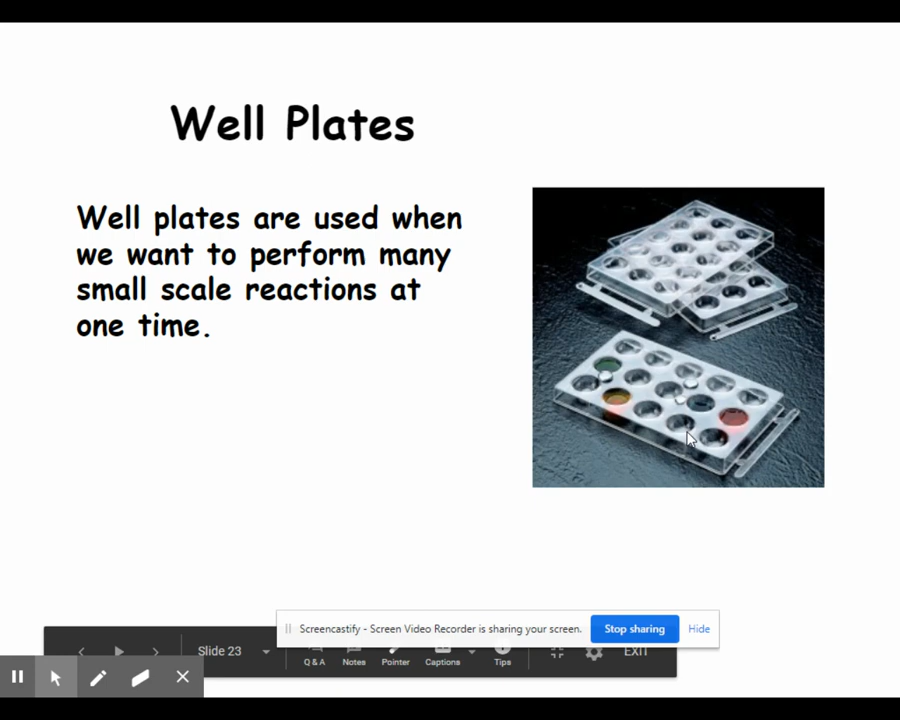 Well Plates
Well plates are used when
we want to perform many
small scale reactions at
one time.
Screencastify - Screen Video Recorder is sharing your screen.
Stop sharing
Hide
Slide 23
Q & A
Notes
Pointer
Captions
Tips
EXIT